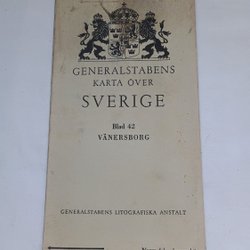 GENERALSTABENS
KARTA ÖVER
SVERIGE
Blad 42
VÄNERSBORG
GENERALSTABENS LITOGRAFISKA ANSTALT